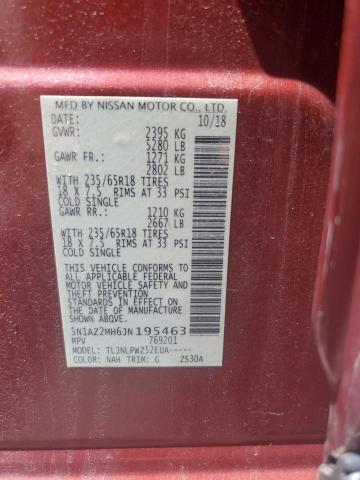 MFD BY NISSAN MOTOR CO., LTD.
DATE: 10/18
GVWR: 2395 KG
5280 LB
GAWR FR.: 1271 KG
2802 LB
WITH 235/65R18 TIRES
18 X 7.5 RIMS AT 33 PSI
COLD SINGLE
GAWR RR.: 1210 KG
2667 LB
WITH 235/65R18 TIRES
18 X 7.5 RIMS AT 33 PSI
COLD SINGLE
THIS VEHICLE CONFORMS TO
ALL APPLICABLE FEDERAL
MOTOR VEHICLE SAFETY AND
THEFT PREVENTION
STANDARDS IN EFFECT ON
THE DATE OF MANUFACTURE
SHOWN ABOVE.
5N1AZ2MH6JN195463
MPV 769201
MODEL: TLJNLPWZ52EUA-----
COLOR: NAH TRIM: G ZS30A